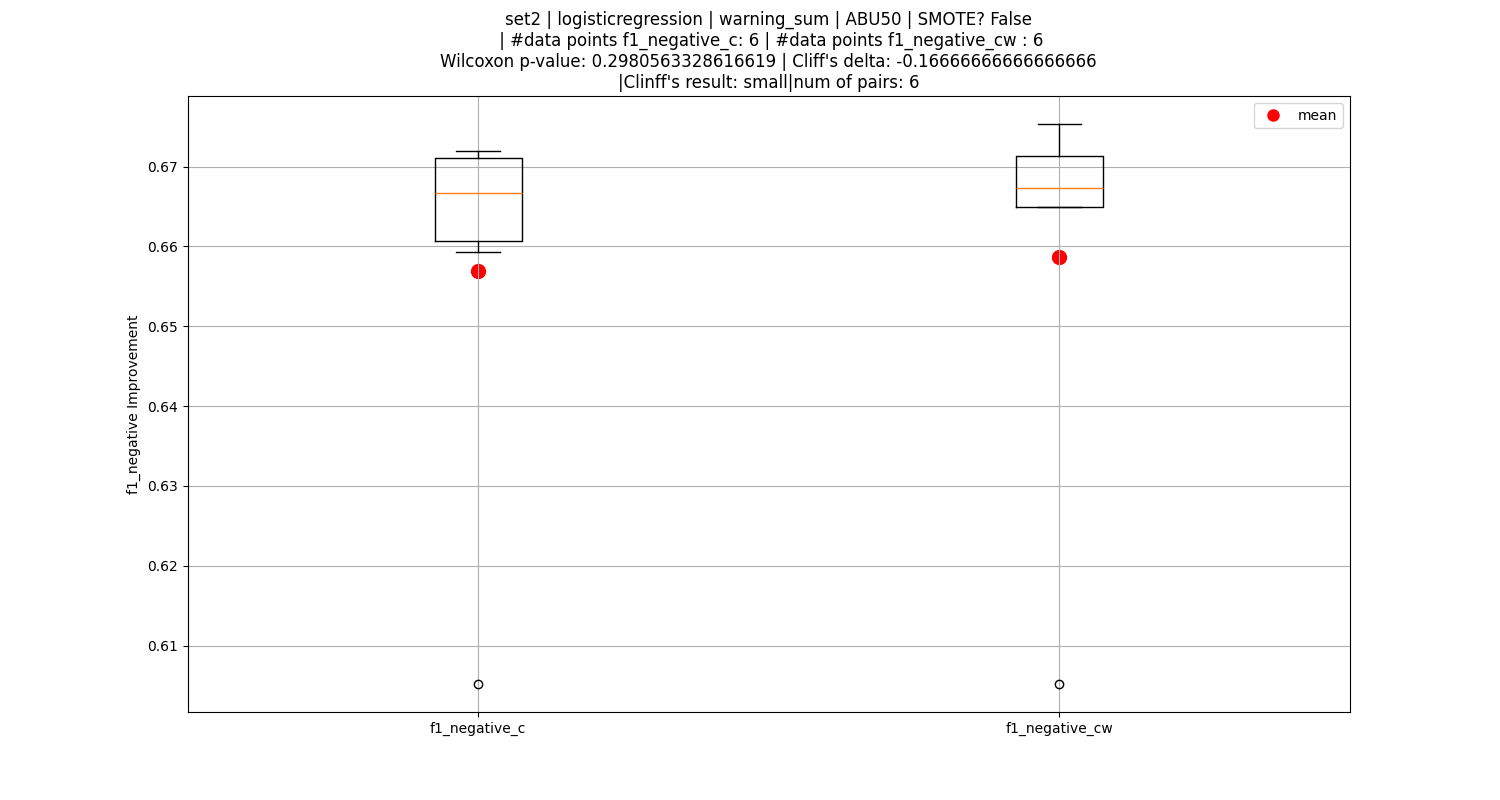 set2 | logisticregression | warning_sum | ABU50 | SMOTE? False
| #data points f1_negative_c: 6 | #data points f1_negative_cw : 6
Wilcoxon p-value: 0.2980563328616619 | Cliff's delta: -0.16666666666666666
|Clinff's result: small|num of pairs: 6
mean
0.67
0.66
0.65
0.64
0.63
0.62
0.61
f1_negative Improvement
f1_negative_c
f1_negative_cw